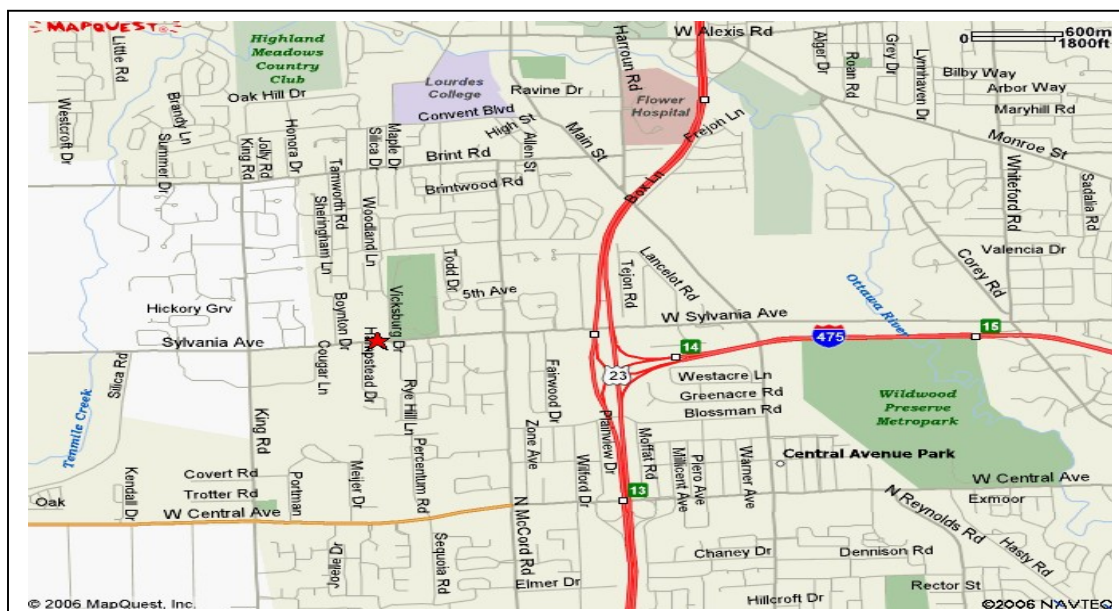 MAPQUEST
W Alexis Rd
600m
1800ft
Little Rd
Highland
Meadows
Country
Club
Harroun Rd
Alger Dr
Roan Rd
Grey Dr
Lynnhaven Dr
Bilby Way
Arbor Way
Maryhill Rd
Lourdes
College
Ravine Dr
Flower
Hospital
Oak Hill Dr
Convent Blvd
High St
Allen St
Main St
Erejph Ln
Monroe St
Westcroft Dr
Brandy Ln
Summer Dr
Jolly Rd
King Rd
Honora Dr
Silica Dr
Maple Dr
Brint Rd
Brintwood Rd
Box Ln
Whiteford Rd
Sadalia Rd
Tamworth Rd
Sheringham Ln
Woodland Ln
Valencia Dr
Corey Rd
Lancelot Rd
Tejon Rd
Todd Dr
5th Ave
Vicksburg Dr
Ottawa River
Hickory Grv
Boynton Dr
W Sylvania Ave
Sylvania Ave
15
14
475
Silica Rd
Cougar Ln
Hempstead Dr
Rye Hill Ln
Fairwood Dr
23
Westacre Ln
Greenacre Rd
Blossman Rd
Wildwood
Preserve
Metropark
Tenmile Creek
King Rd
Percentum Rd
Zone Ave
Plainview Dr
Wilford Dr
Moffat Rd
Millicent Ave
Piero Ave
Warner Ave
Central Avenue Park
Covert Rd
Kendall Dr
Trotter Rd
Portman
Meijer Dr
Oak
W Central Ave
13
W Central Ave
Exmoor
N McCord Rd
N Reynolds Rd
Hasty Rd
Joelle Dr
Sequoia Rd
Elmer Dr
Chaney Dr
Dennison Rd
Rector St
Hillcroft Dr
© 2006 MapQuest, Inc.
©2006 NAVTEQ